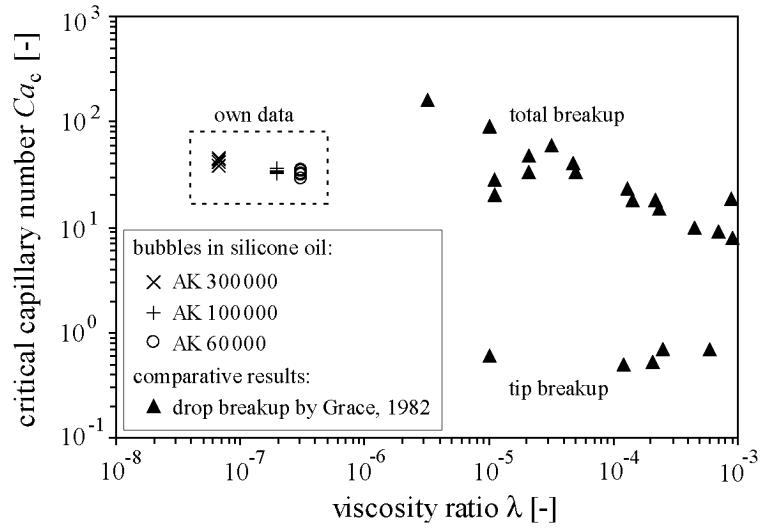 critical capillary number Ca_c [-]
10^3
10^2
10^1
10^0
10^-1
own data
total breakup
bubbles in silicone oil:
AK 300000
AK 100000
AK 60000
comparative results:
drop breakup by Grace, 1982
tip breakup
10^-8
10^-7
10^-6
10^-5
10^-4
10^-3
viscosity ratio λ [-]